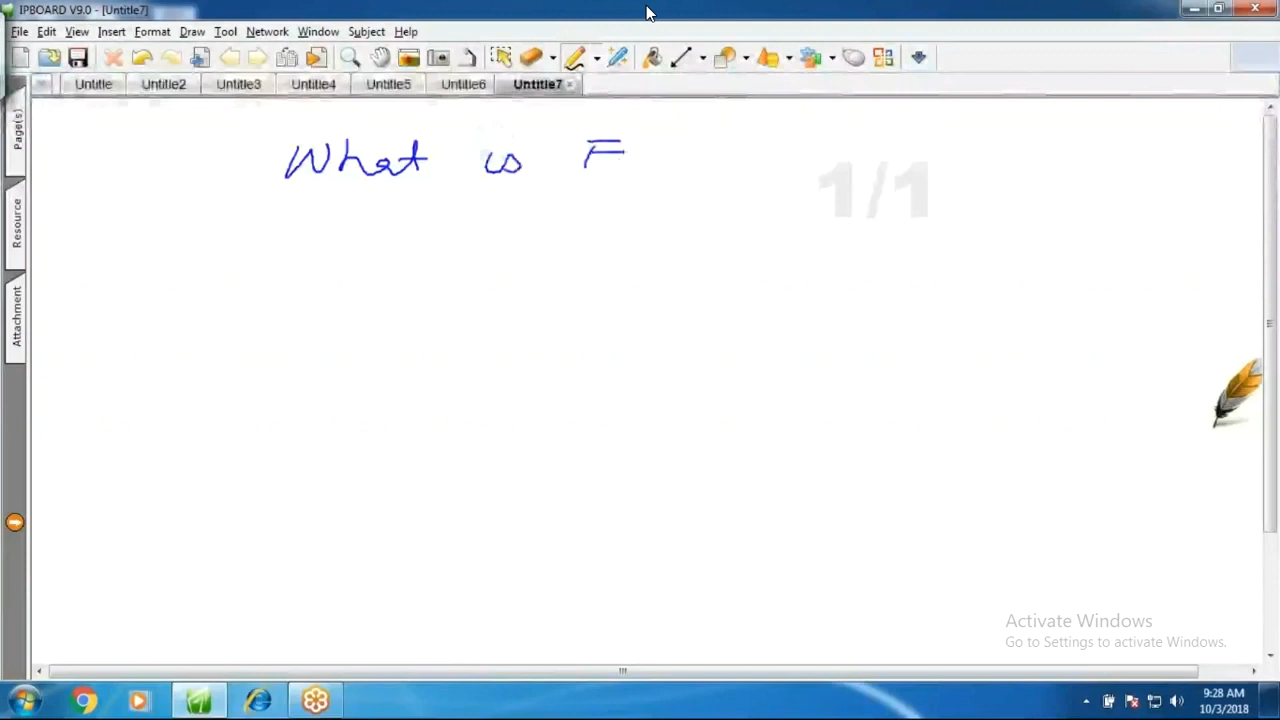 IPBOARD V9.0 - [Untitle7]
File Edit View Insert Format Draw Tool Network Window Subject Help
Untitle Untitle2 Untitle3 Untitle4 Untitle5 Untitle6 Untitle7
Page(s)
What is F
1/1
Resource
Attachment
Activate Windows
Go to Settings to activate Windows.
9:28 AM
10/3/2018